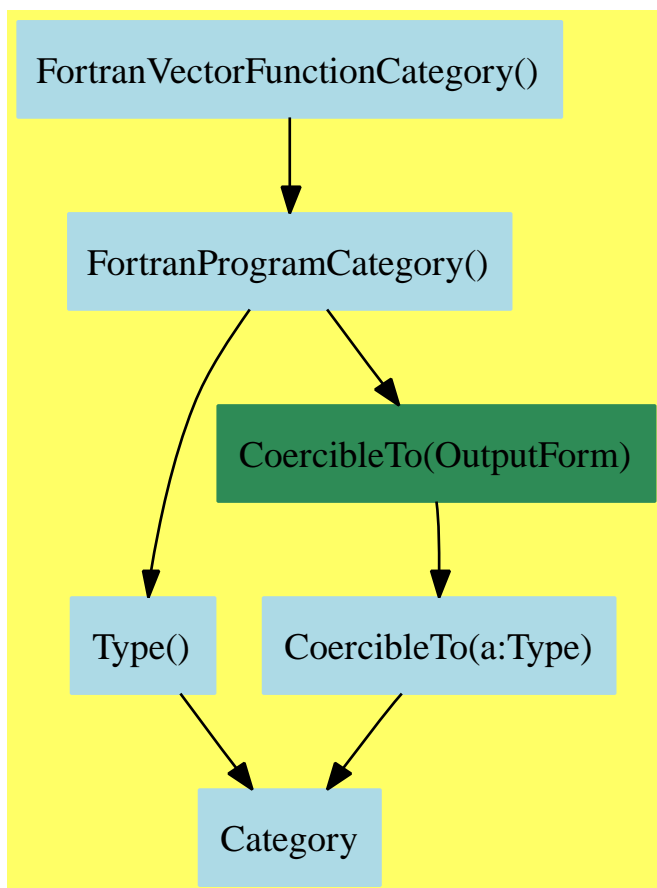 FortranVectorFunctionCategory()
FortranProgramCategory()
CoercibleTo(OutputForm)
Type()
CoercibleTo(a:Type)
Category